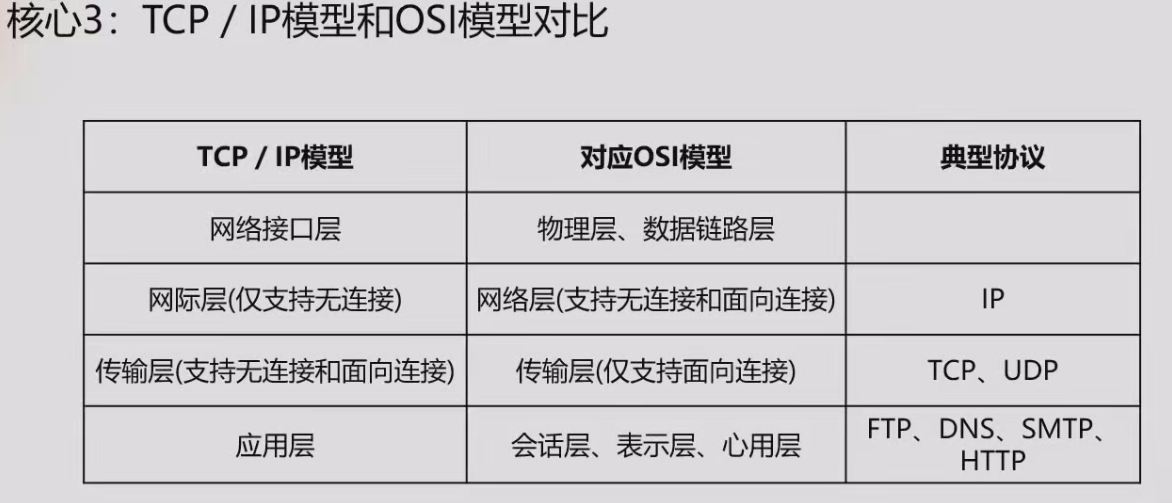 核心3：TCP / IP模型和OSI模型对比
TCP / IP模型 对应OSI模型 典型协议
网络接口层 物理层、数据链路层
网际层(仅支持无连接) 网络层(支持无连接和面向连接) IP
传输层(支持无连接和面向连接) 传输层(仅支持面向连接) TCP、UDP
应用层 会话层、表示层、心用层 FTP、DNS、SMTP、
HTTP